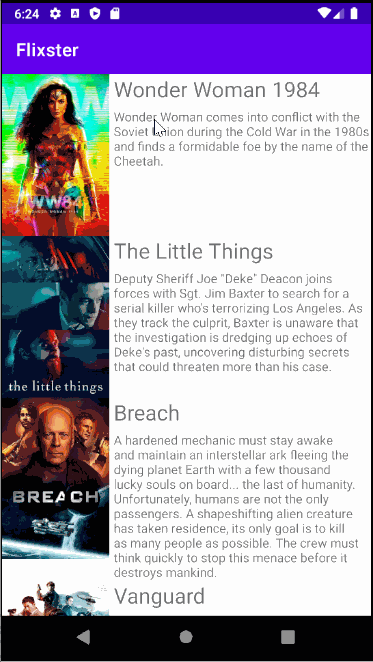 6:24
Flixster
Wonder Woman 1984
Wonder Woman comes into conflict with the
Soviet Union during the Cold War in the 1980s
and finds a formidable foe by the name of the
Cheetah.
WW84
The Little Things
Deputy Sheriff Joe "Deke" Deacon joins
forces with Sgt. Jim Baxter to search for a
serial killer who's terrorizing Los Angeles. As
they track the culprit, Baxter is unaware that
the investigation is dredging up echoes of
Deke's past, uncovering disturbing secrets
that could threaten more than his case.
the little things
Breach
A hardened mechanic must stay awake
and maintain an interstellar ark fleeing the
dying planet Earth with a few thousand
lucky souls on board... the last of humanity.
Unfortunately, humans are not the only
passengers. A shapeshifting alien creature
has taken residence, its only goal is to kill
as many people as possible. The crew must
think quickly to stop this menace before it
destroys mankind.
BREACH
Vanguard